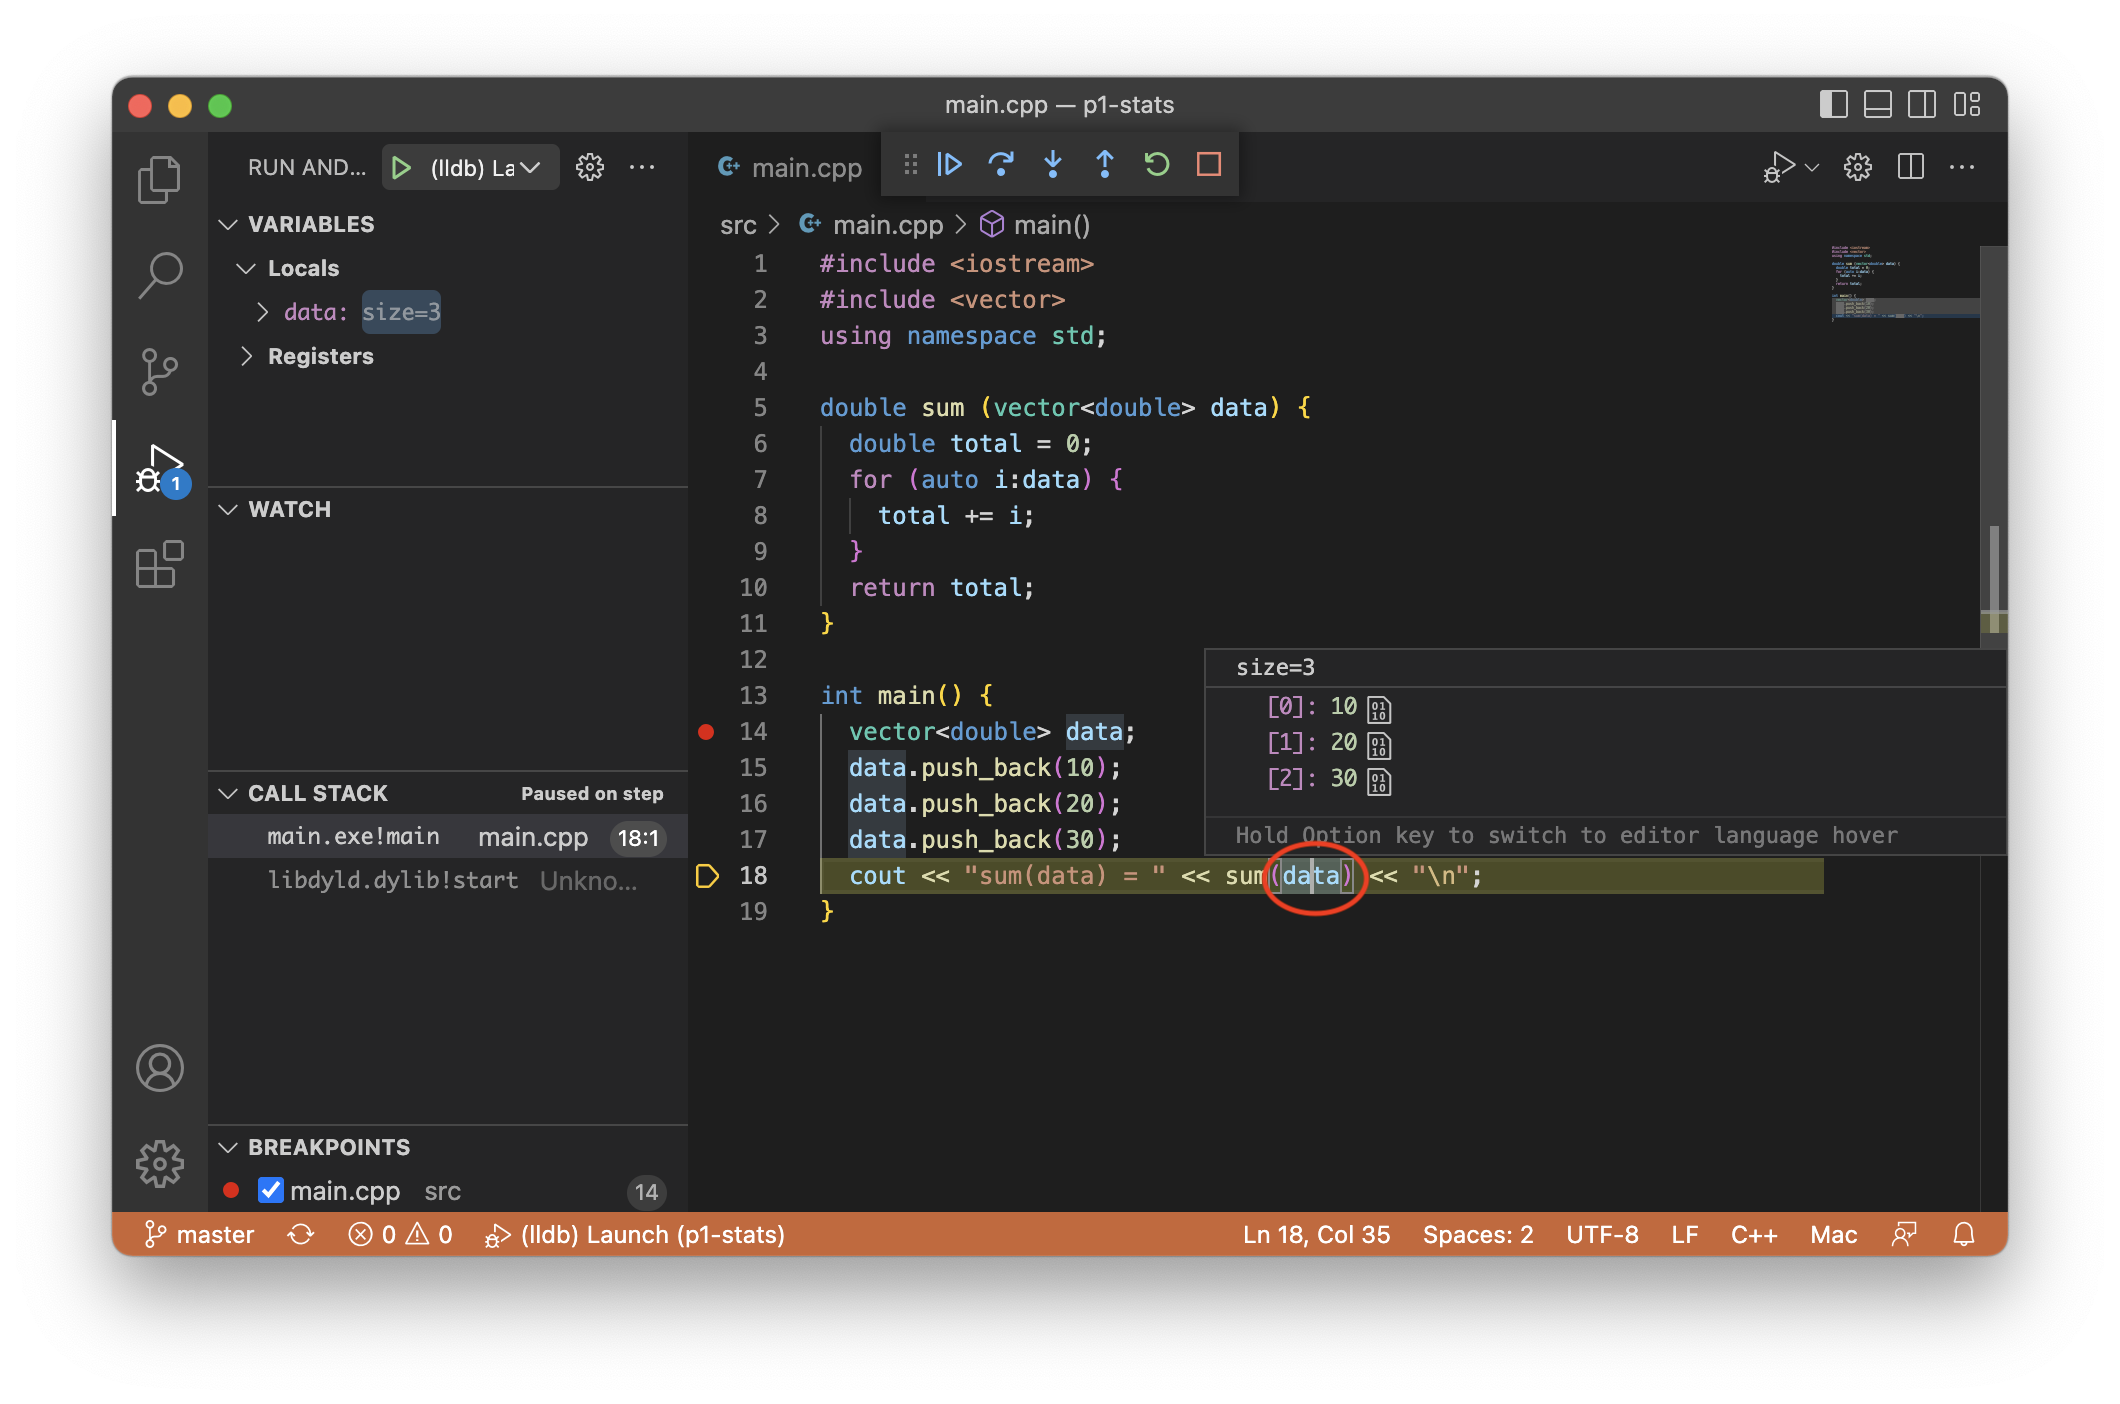 main.cpp — p1-stats
RUN AND...
(lldb) La
VARIABLES
Locals
data: size=3
Registers
WATCH
CALL STACK
Paused on step
main.exe!main main.cpp 18:1
libdyld.dylib!start Unkno...
BREAKPOINTS
main.cpp src 14
1
main.cpp
src > main.cpp > main()
1 #include <iostream>
2 #include <vector>
3 using namespace std;
4
5 double sum (vector<double> data) {
6 double total = 0;
7 for (auto i:data) {
8 total += i;
9 }
10 return total;
11 }
12
13 int main() {
14 vector<double> data;
15 data.push_back(10);
16 data.push_back(20);
17 data.push_back(30);
18 cout << "sum(data) = " << sum(data) << "\n";
19 }
size=3
[0]: 10
[1]: 20
[2]: 30
Hold Option key to switch to editor language hover
master 0 0 (lldb) Launch (p1-stats) Ln 18, Col 35 Spaces: 2 UTF-8 LF C++ Mac